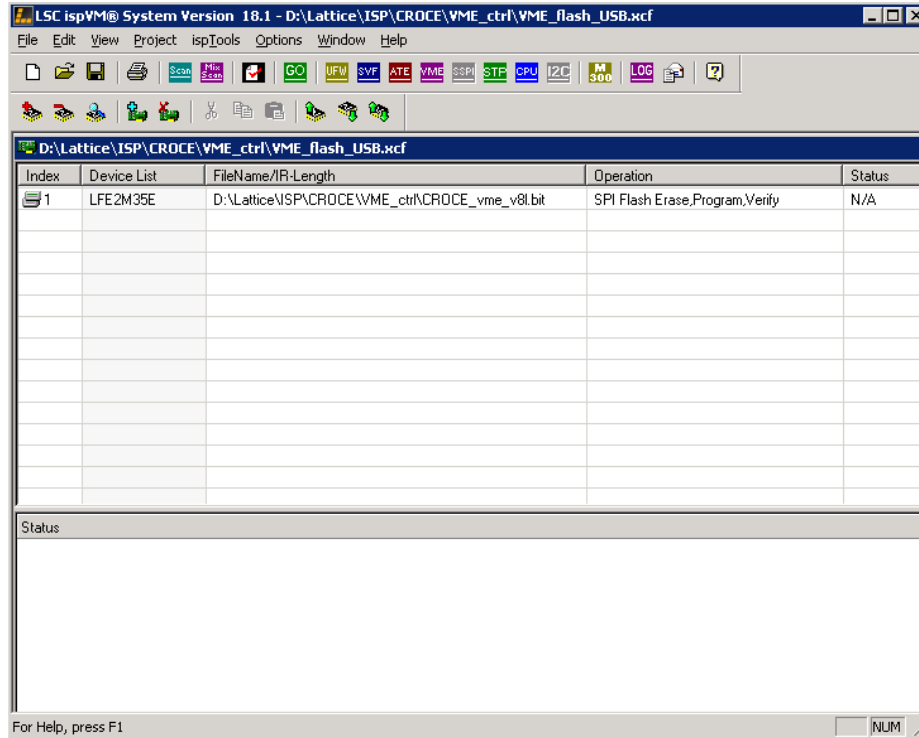 LSC ispVM® System Version 18.1 - D:\Lattice\ISP\CROCE\VME_ctrl\VME_flash_USB.xcf
File Edit View Project ispTools Options Window Help
Scan Mix Scan GO UFW SVF ATE VME SSPI STP CPU I2C M 300 LOG ?
D:\Lattice\ISP\CROCE\VME_ctrl\VME_flash_USB.xcf
Index Device List FileName/IR-Length Operation Status
1 LFE2M35E D:\Lattice\ISP\CROCE\VME_ctrl\CROCE_vme_v8l.bit SPI Flash Erase,Program,Verify N/A
Status
For Help, press F1 NUM